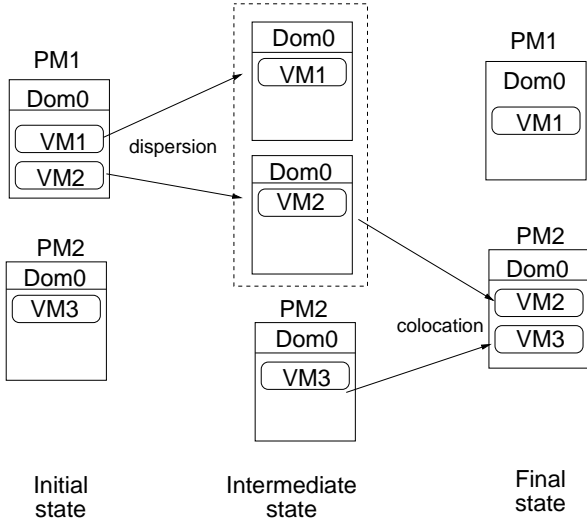 PM1
Dom0
VM1
VM2
dispersion
PM2
Dom0
VM3
Initial
state
Dom0
VM1
Dom0
VM2
PM2
Dom0
VM3
Intermediate
state
colocation
PM1
Dom0
VM1
PM2
Dom0
VM2
VM3
Final
state